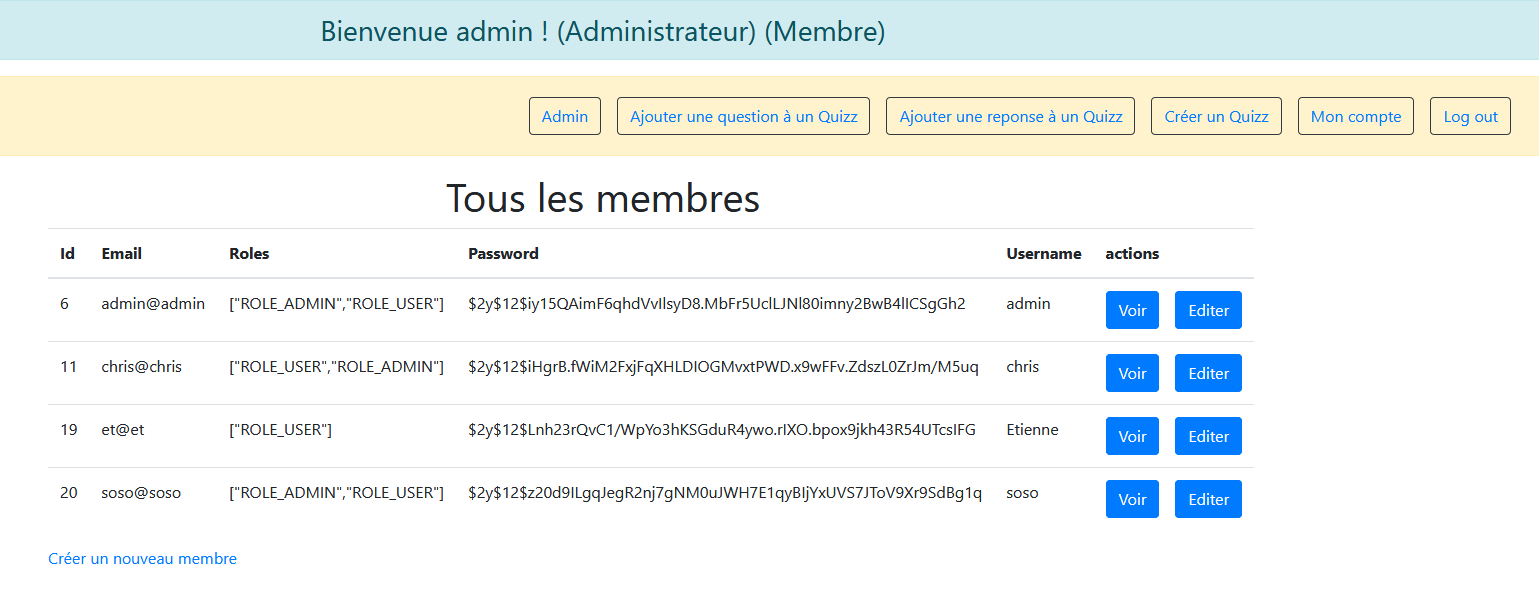 Bienvenue admin ! (Administrateur) (Membre)
Admin Ajouter une question à un Quizz Ajouter une reponse à un Quizz Créer un Quizz Mon compte Log out
Tous les membres
Id Email Roles Password Username actions
6 admin@admin ["ROLE_ADMIN","ROLE_USER"] $2y$12$iy15QAimF6qhdVvIlsyD8.MbFr5UclLJNl80imny2BwB4lICSgGh2 admin Voir Editer
11 chris@chris ["ROLE_USER","ROLE_ADMIN"] $2y$12$iHgrB.fWiM2FxjFqXHLDIOGMvxtPWD.x9wFFv.ZdszL0ZrJm/M5uq chris Voir Editer
19 et@et ["ROLE_USER"] $2y$12$Lnh23rQvC1/WpYo3hKSGduR4ywo.rIXO.bpox9jkh43R54UTcsIFG Etienne Voir Editer
20 soso@soso ["ROLE_ADMIN","ROLE_USER"] $2y$12$z20d9ILgqJegR2nj7gNM0uJWH7E1qyBIjYxUVS7JToV9Xr9SdBg1q soso Voir Editer
Créer un nouveau membre